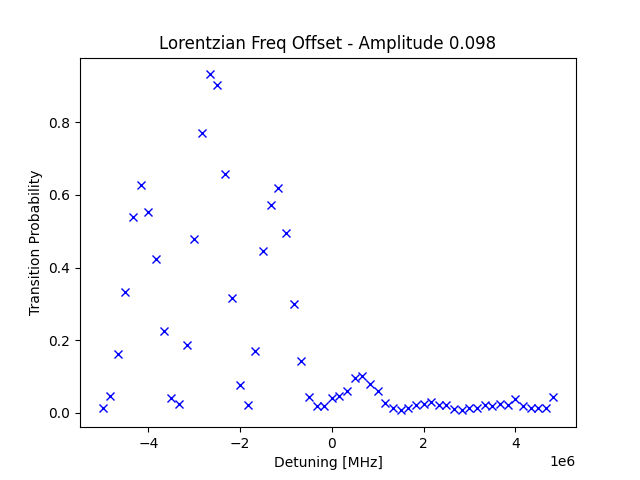 Lorentzian Freq Offset - Amplitude 0.098
Transition Probability
0.8
0.6
0.4
0.2
0.0
−4
−2
0
2
4
1e6
Detuning [MHz]